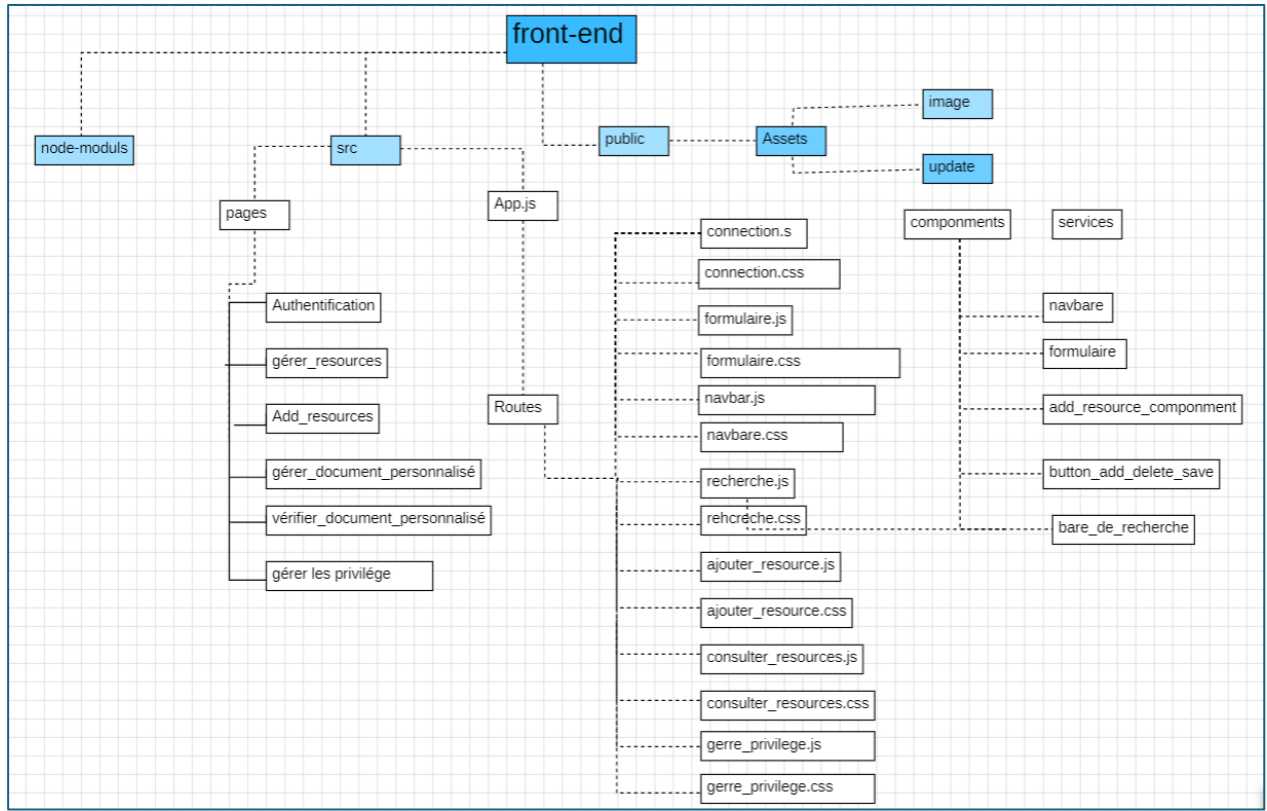 front-end
image
node-moduls
src
public
Assets
update
pages
App.js
connection.s
componments
services
connection.css
Authentification
formulaire.js
navbare
gérer_resources
formulaire.css
formulaire
Add_resources
Routes
navbar.js
add_resource_componment
navbare.css
gérer_document_personnalisé
recherche.js
button_add_delete_save
vérifier_document_personnalisé
rehcreche.css
bare_de_recherche
gérer les privilége
ajouter_resource.js
ajouter_resource.css
consulter_resources.js
consulter_resources.css
gerre_privilege.js
gerre_privilege.css